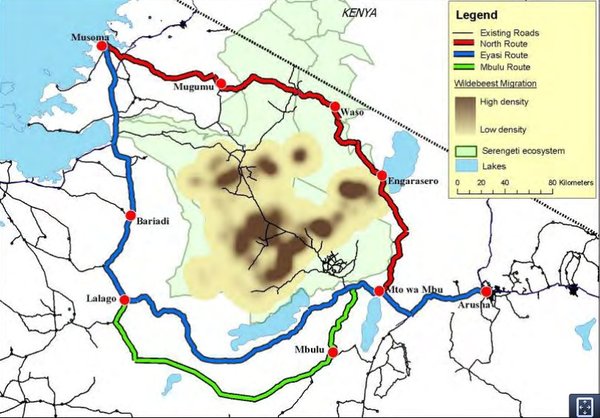 KENYA
Musoma
Mugumu
Waso
Engarasero
Bariadi
Lalago
Mto wa Mbu
Arusha
Mbulu
Legend
Existing Roads
North Route
Eyasi Route
Mbulu Route
Wildebeest Migration
High density
Low density
Serengeti ecosystem
Lakes
0 20 40 80 Kilometers